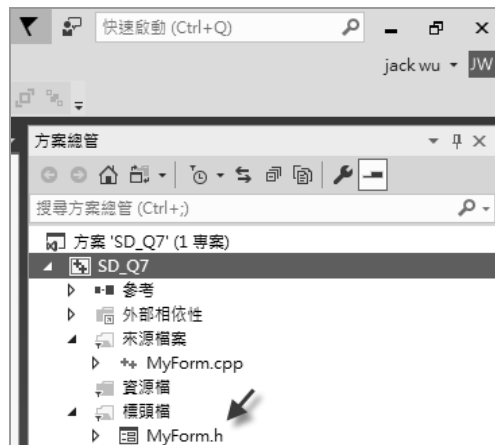 快速啟動 (Ctrl+Q)
jack wu JW
方案總管
搜尋方案總管 (Ctrl+;)
方案 'SD_Q7' (1 專案)
SD_Q7
參考
外部相依性
來源檔案
MyForm.cpp
資源檔
標頭檔
MyForm.h